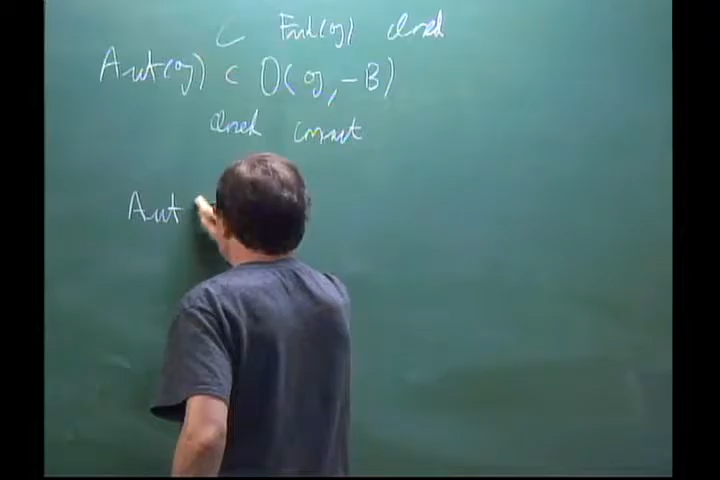 ⊂ End(𝔤) closed
Aut(𝔤) ⊂ O(𝔤, -B)
closed compact
Aut